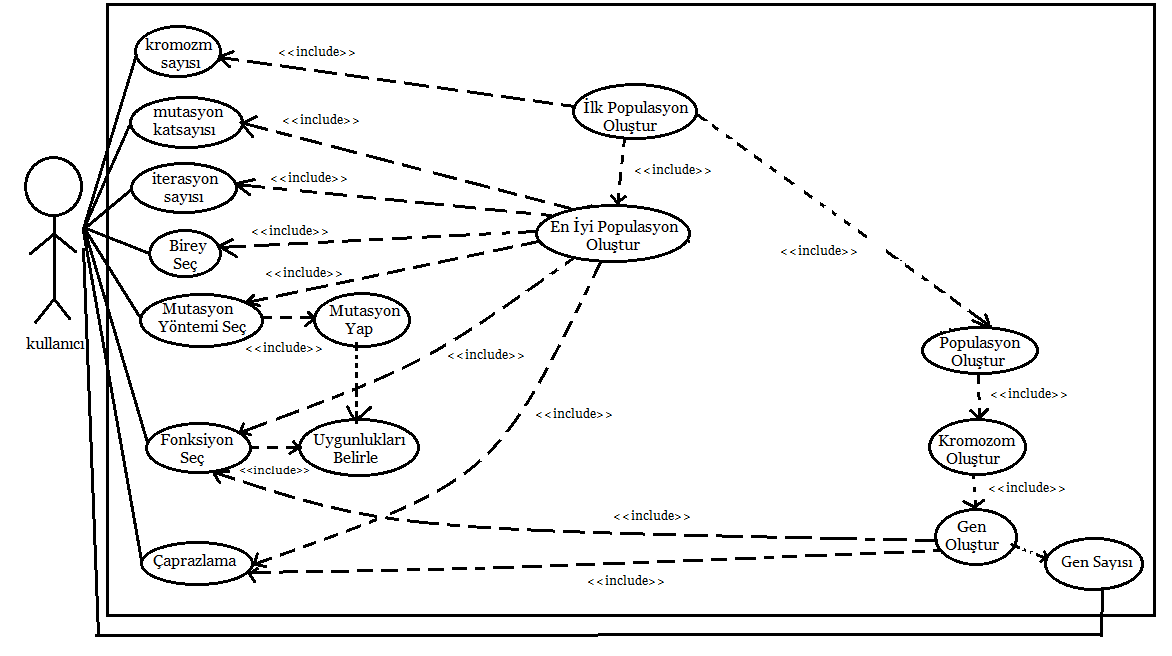 kromozm
sayısı
<<include>>
mutasyon
katsayısı
<<include>>
İlk Populasyon
Oluştur
<<include>>
iterasyon
sayısı
<<include>>
En İyi Populasyon
Oluştur
Birey
Seç
<<include>>
<<include>>
<<include>>
Mutasyon
Yöntemi Seç
<<include>>
Mutasyon
Yap
kullanıcı
<<include>>
Populasyon
Oluştur
<<include>>
<<include>>
Fonksiyon
Seç
<<include>>
Uygunlukları
Belirle
Kromozom
Oluştur
<<include>>
<<include>>
Gen
Oluştur
Çaprazlama
<<include>>
Gen Sayısı